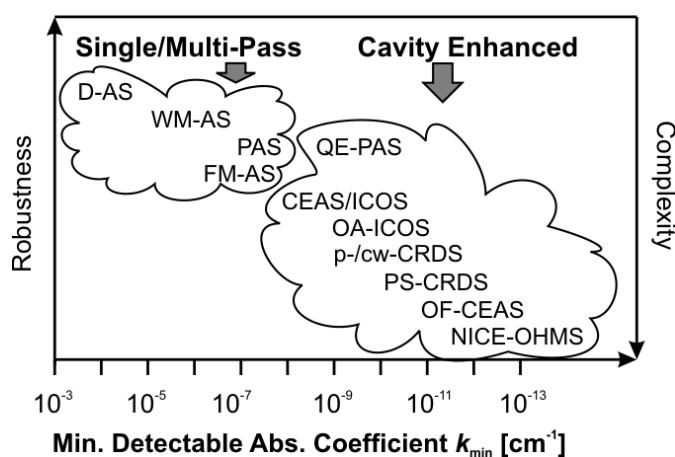 Single/Multi-Pass
Cavity Enhanced
D-AS
WM-AS
PAS
QE-PAS
FM-AS
CEAS/ICOS
OA-ICOS
p-/cw-CRDS
PS-CRDS
OF-CEAS
NICE-OHMS
Robustness
Complexity
10⁻³ 10⁻⁵ 10⁻⁷ 10⁻⁹ 10⁻¹¹ 10⁻¹³
Min. Detectable Abs. Coefficient kₘᵢₙ [cm⁻¹]